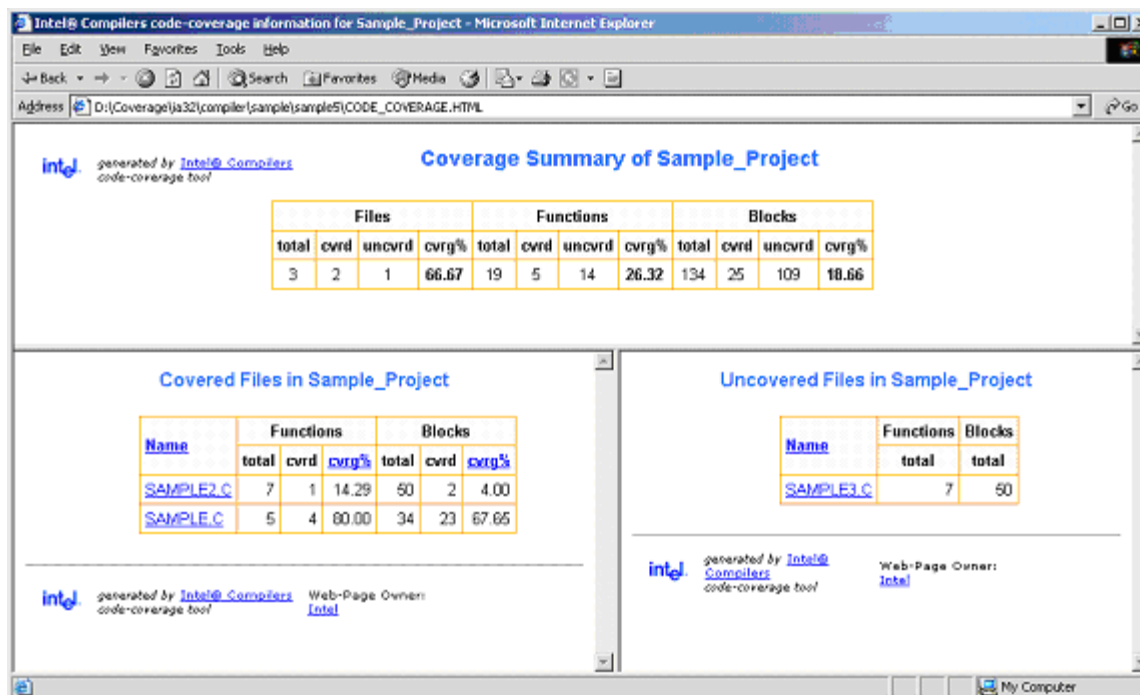 Intel® Compilers code-coverage information for Sample_Project - Microsoft Internet Explorer
File Edit View Favorites Tools Help
Back Search Favorites Media
Address D:\Coverage\ia32\compiler\sample\sample5\CODE_COVERAGE.HTML Go
intel. generated by Intel® Compilers
code-coverage tool
Coverage Summary of Sample_Project
Files Functions Blocks
total cvrd uncvrd cvrg% total cvrd uncvrd cvrg% total cvrd uncvrd cvrg%
3 2 1 66.67 19 5 14 26.32 134 25 109 18.66
Covered Files in Sample_Project
Name Functions Blocks
total cvrd cvrg% total cvrd cvrg%
SAMPLE2.C 7 1 14.29 50 2 4.00
SAMPLE.C 5 4 80.00 34 23 67.65
intel. generated by Intel® Compilers
code-coverage tool
Web-Page Owner:
Intel
Uncovered Files in Sample_Project
Name Functions Blocks
total total
SAMPLE3.C 7 50
intel. generated by Intel®
Compilers
code-coverage tool
Web-Page Owner:
Intel
My Computer